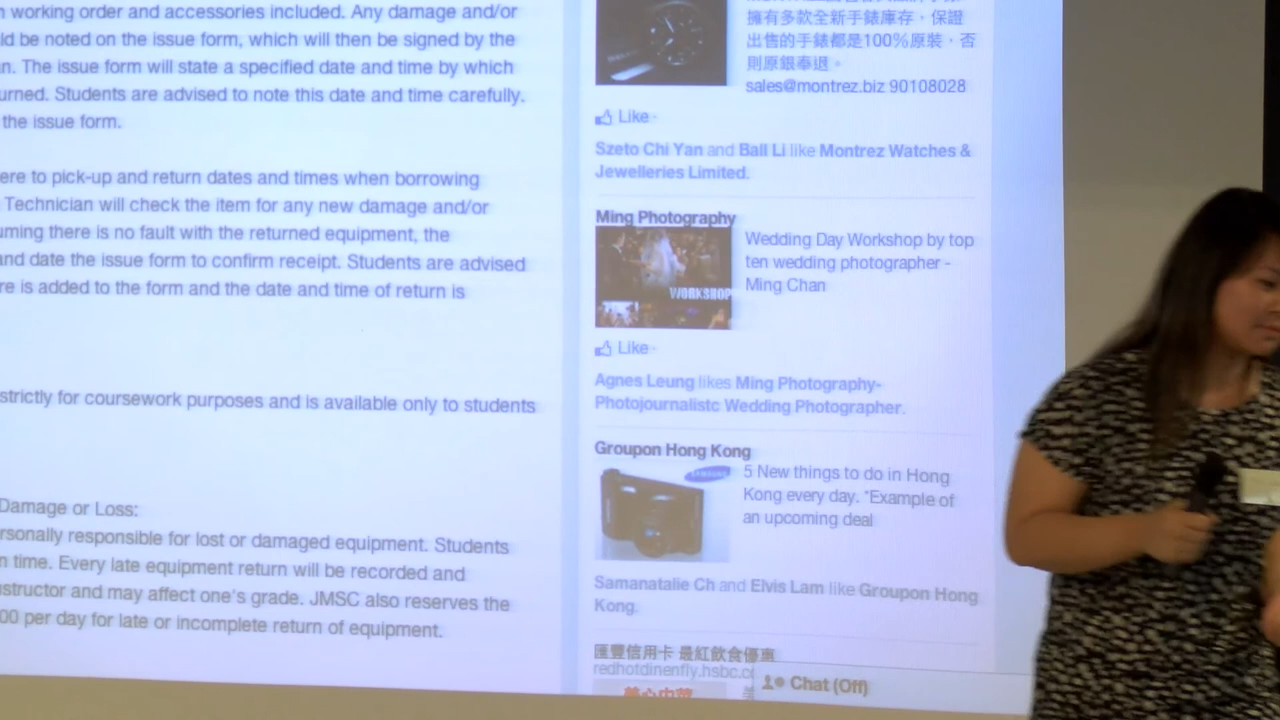 working order and accessories included. Any damage and/or
ld be noted on the issue form, which will then be signed by the
n. The issue form will state a specified date and time by which
urned. Students are advised to note this date and time carefully.
the issue form.
ere to pick-up and return dates and times when borrowing
Technician will check the item for any new damage and/or
uming there is no fault with the returned equipment, the
and date the issue form to confirm receipt. Students are advised
re is added to the form and the date and time of return is
strictly for coursework purposes and is available only to students
Damage or Loss:
rsonally responsible for lost or damaged equipment. Students
n time. Every late equipment return will be recorded and
structor and may affect one's grade. JMSC also reserves the
00 per day for late or incomplete return of equipment.
擁有多款全新手錶庫存，保證
出售的手錶都是100%原裝，否
則原銀奉退。
sales@montrez.biz 90108028
Like ·
Szeto Chi Yan and Ball Li like Montrez Watches &
Jewelleries Limited.
Ming Photography
WORKSHOP
Wedding Day Workshop by top
ten wedding photographer -
Ming Chan
Like ·
Agnes Leung likes Ming Photography-
Photojournalistc Wedding Photographer.
Groupon Hong Kong
SAMSUNG
5 New things to do in Hong
Kong every day. *Example of
an upcoming deal
Samanatalie Ch and Elvis Lam like Groupon Hong
Kong.
匯豐信用卡 最紅飲食優惠
redhotdinenfly.hsbc.c
美心中菜
Chat (Off)